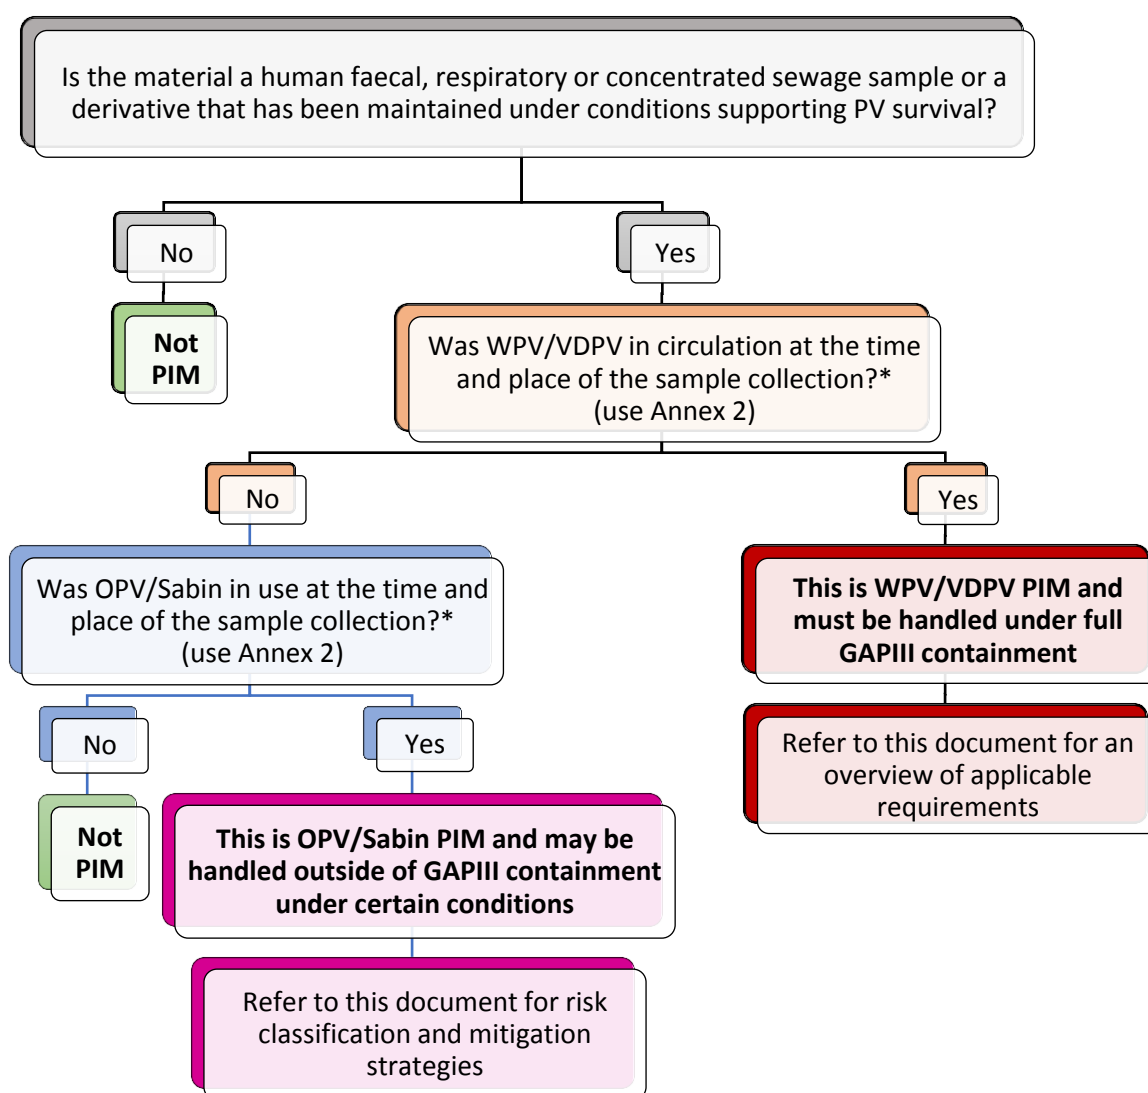 Is the material a human faecal, respiratory or concentrated sewage sample or a
derivative that has been maintained under conditions supporting PV survival?
No
Yes
Not
PIM
Was WPV/VDPV in circulation at the time
and place of the sample collection?*
(use Annex 2)
No
Yes
Was OPV/Sabin in use at the time and
place of the sample collection?*
(use Annex 2)
This is WPV/VDPV PIM and
must be handled under full
GAPIII containment
No
Yes
Refer to this document for an
overview of applicable
requirements
Not
PIM
This is OPV/Sabin PIM and may be
handled outside of GAPIII containment
under certain conditions
Refer to this document for risk
classification and mitigation
strategies